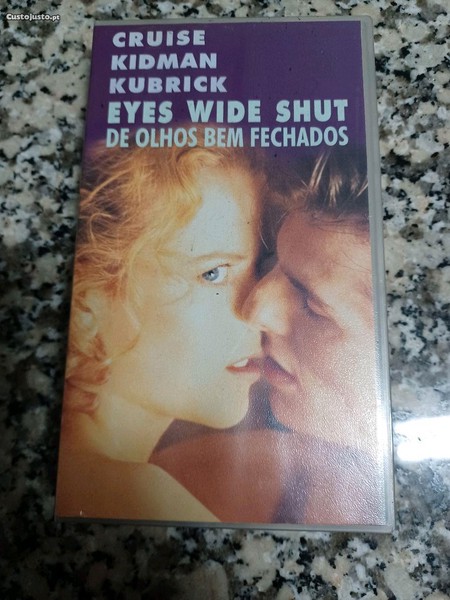 CustoJusto.pt
CRUISE
KIDMAN
KUBRICK
EYES WIDE SHUT
DE OLHOS BEM FECHADOS